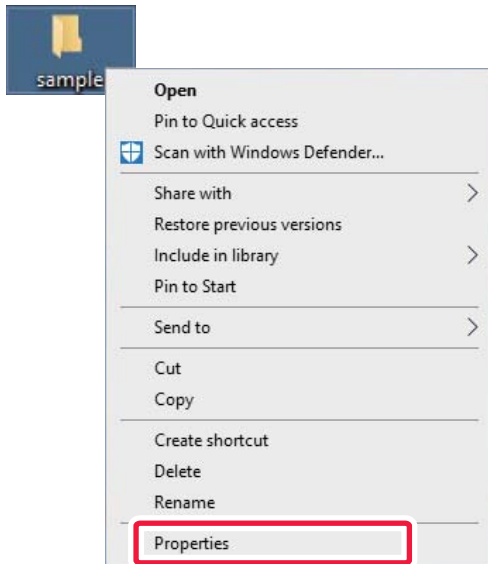 sample
Open
Pin to Quick access
Scan with Windows Defender...
Share with
Restore previous versions
Include in library
Pin to Start
Send to
Cut
Copy
Create shortcut
Delete
Rename
Properties